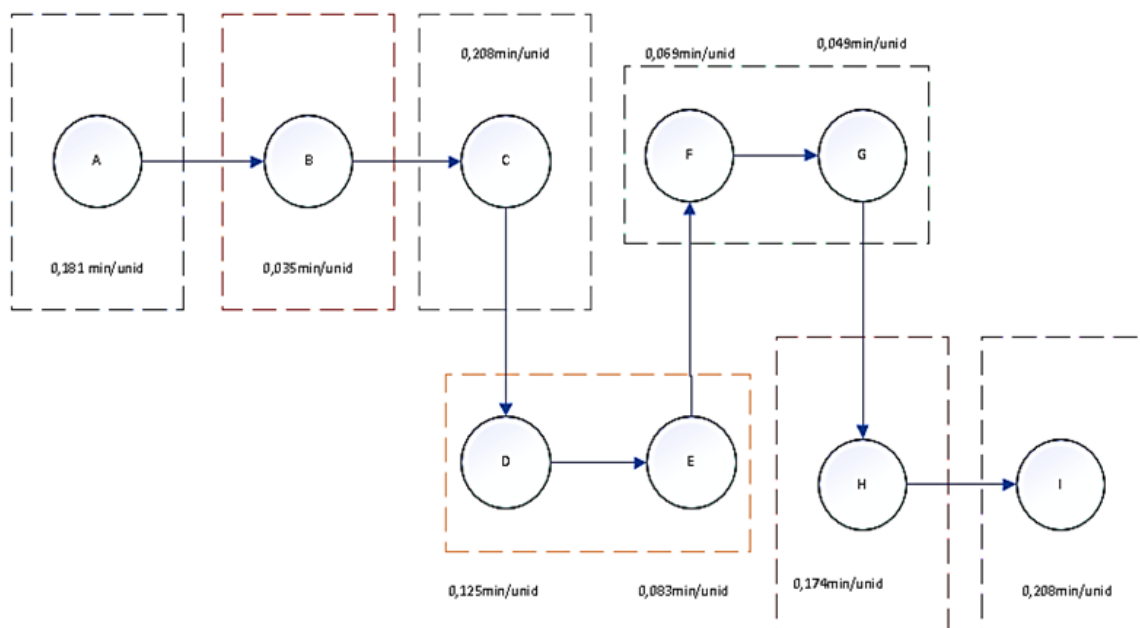 0,208min/unid
0,069min/unid
0,049min/unid
A
B
C
F
G
0,181 min/unid
0,035min/unid
D
E
H
I
0,125min/unid
0,083min/unid
0,174min/unid
0,208min/unid